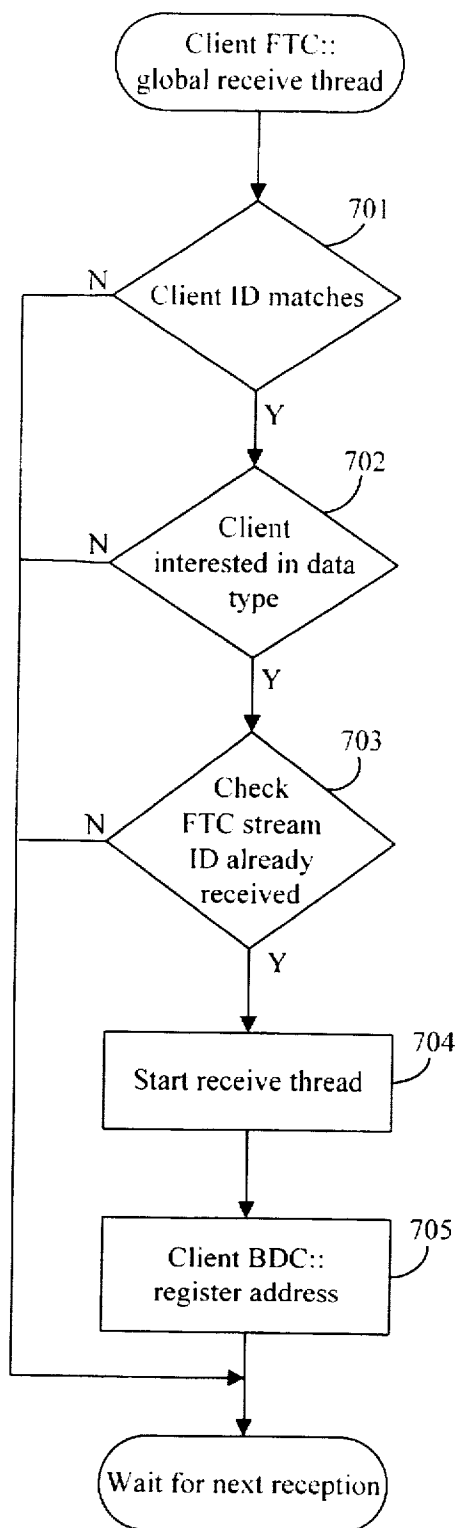 Client FTC::
global receive thread
701
N
Client ID matches
Y
702
N
Client
interested in data
type
Y
703
N
Check
FTC stream
ID already
received
Y
704
Start receive thread
705
Client BDC::
register address
Wait for next reception